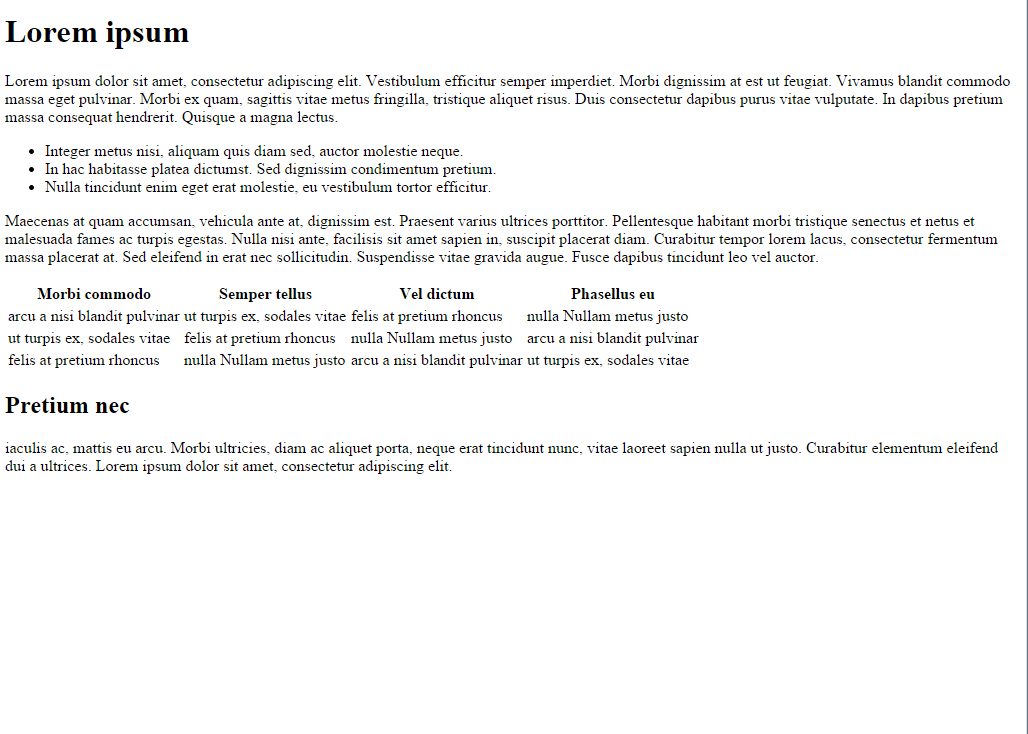 Lorem ipsum
Lorem ipsum dolor sit amet, consectetur adipiscing elit. Vestibulum efficitur semper imperdiet. Morbi dignissim at est ut feugiat. Vivamus blandit commodo
massa eget pulvinar. Morbi ex quam, sagittis vitae metus fringilla, tristique aliquet risus. Duis consectetur dapibus purus vitae vulputate. In dapibus pretium
massa consequat hendrerit. Quisque a magna lectus.
• Integer metus nisi, aliquam quis diam sed, auctor molestie neque.
• In hac habitasse platea dictumst. Sed dignissim condimentum pretium.
• Nulla tincidunt enim eget erat molestie, eu vestibulum tortor efficitur.
Maecenas at quam accumsan, vehicula ante at, dignissim est. Praesent varius ultrices porttitor. Pellentesque habitant morbi tristique senectus et netus et
malesuada fames ac turpis egestas. Nulla nisi ante, facilisis sit amet sapien in, suscipit placerat diam. Curabitur tempor lorem lacus, consectetur fermentum
massa placerat at. Sed eleifend in erat nec sollicitudin. Suspendisse vitae gravida augue. Fusce dapibus tincidunt leo vel auctor.
Morbi commodo Semper tellus Vel dictum Phasellus eu
arcu a nisi blandit pulvinar ut turpis ex, sodales vitae felis at pretium rhoncus nulla Nullam metus justo
ut turpis ex, sodales vitae felis at pretium rhoncus nulla Nullam metus justo arcu a nisi blandit pulvinar
felis at pretium rhoncus nulla Nullam metus justo arcu a nisi blandit pulvinar ut turpis ex, sodales vitae
Pretium nec
iaculis ac, mattis eu arcu. Morbi ultricies, diam ac aliquet porta, neque erat tincidunt nunc, vitae laoreet sapien nulla ut justo. Curabitur elementum eleifend
dui a ultrices. Lorem ipsum dolor sit amet, consectetur adipiscing elit.